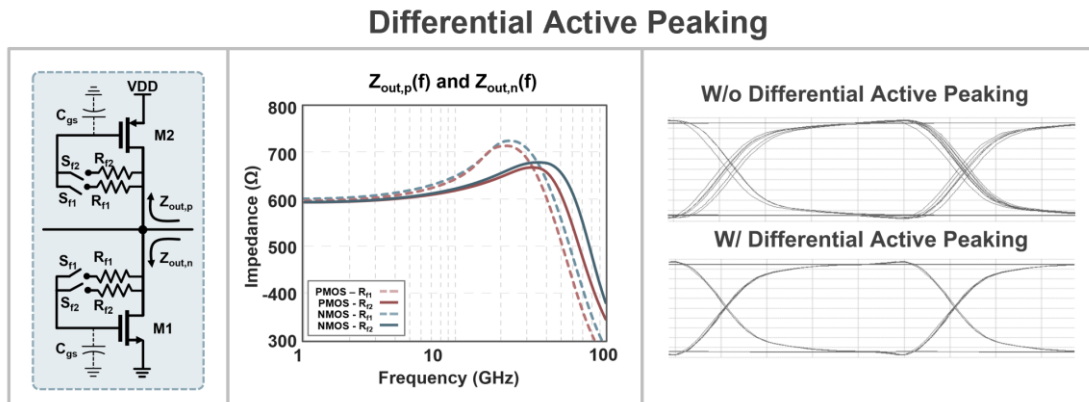 Differential Active Peaking
VDD
Cgs
M2
Sf2
Rf2
Sf1
Rf1
Zout,p
Zout,n
Sf1
Rf1
Sf2
Rf2
M1
Cgs
Zout,p(f) and Zout,n(f)
800
700
600
500
-400
300
Impedance (Ω)
PMOS – Rf1
PMOS - Rf2
NMOS - Rf1
NMOS - Rf2
1
10
100
Frequency (GHz)
W/o Differential Active Peaking
W/ Differential Active Peaking